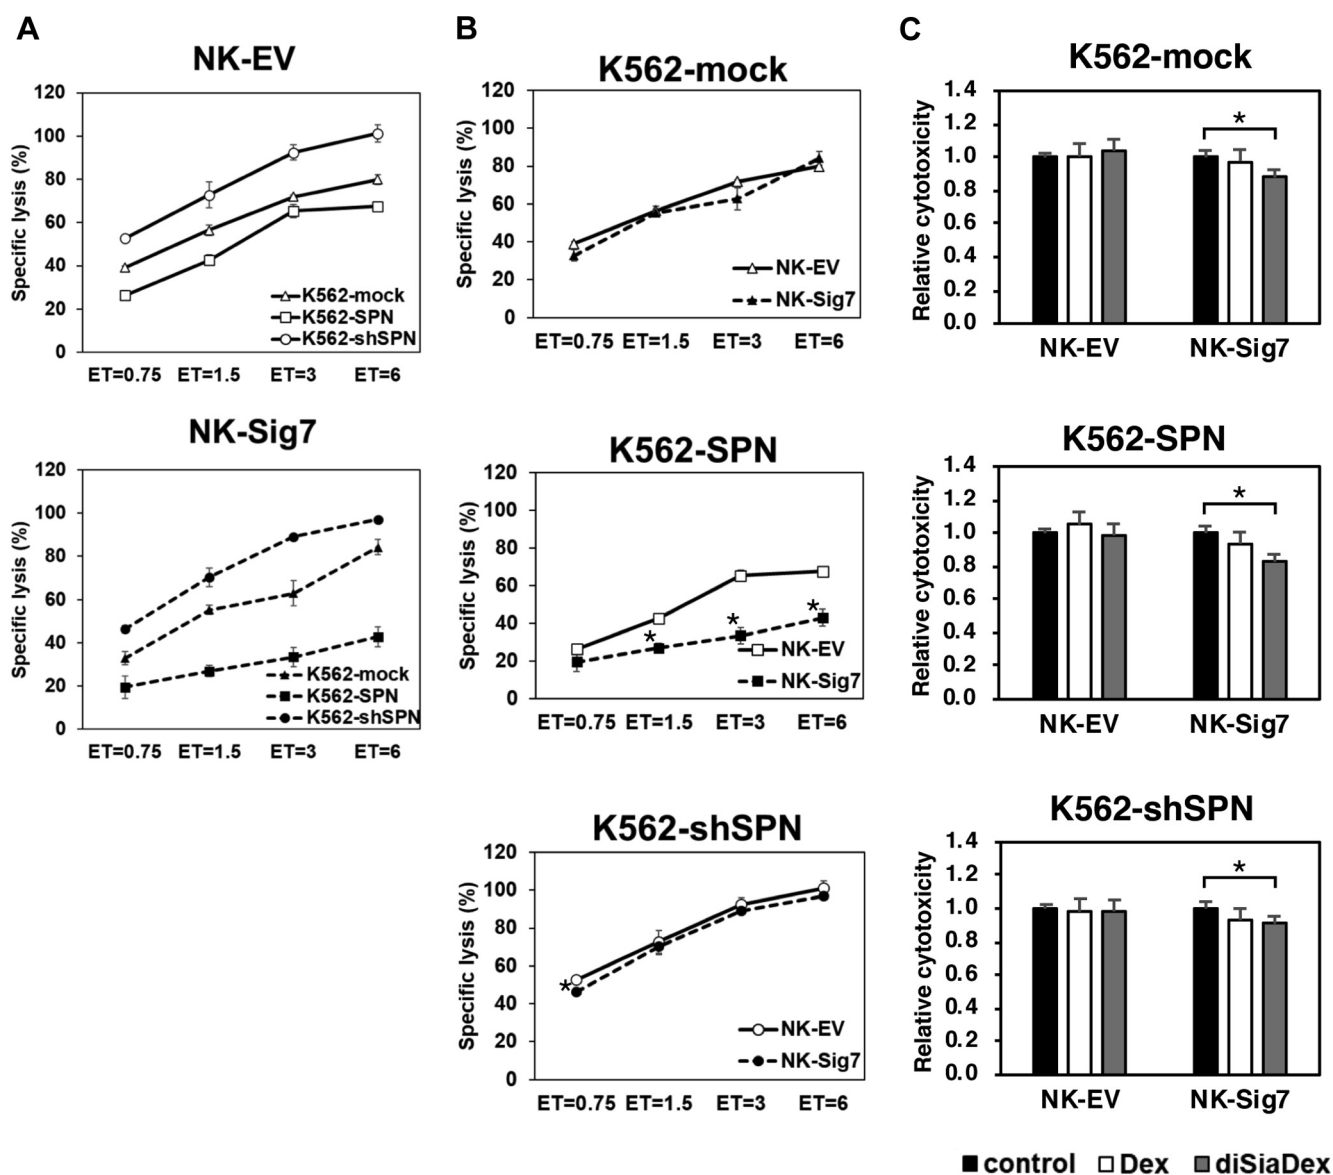 A
NK-EV
Specific lysis (%)
120
100
80
60
40
20
0
K562-mock
K562-SPN
K562-shSPN
ET=0.75 ET=1.5 ET=3 ET=6
NK-Sig7
Specific lysis (%)
120
100
80
60
40
20
0
K562-mock
K562-SPN
K562-shSPN
ET=0.75 ET=1.5 ET=3 ET=6
B
K562-mock
Specific lysis (%)
120
100
80
60
40
20
0
NK-EV
NK-Sig7
ET=0.75 ET=1.5 ET=3 ET=6
K562-SPN
Specific lysis (%)
120
100
80
60
40
20
0
* * *
NK-EV
NK-Sig7
ET=0.75 ET=1.5 ET=3 ET=6
K562-shSPN
Specific lysis (%)
120
100
80
60
40
20
0
*
NK-EV
NK-Sig7
ET=0.75 ET=1.5 ET=3 ET=6
C
K562-mock
Relative cytotoxicity
1.4
1.2
1.0
0.8
0.6
0.4
0.2
0.0
*
NK-EV NK-Sig7
K562-SPN
Relative cytotoxicity
1.4
1.2
1.0
0.8
0.6
0.4
0.2
0.0
*
NK-EV NK-Sig7
K562-shSPN
Relative cytotoxicity
1.4
1.2
1.0
0.8
0.6
0.4
0.2
0.0
*
NK-EV NK-Sig7
control Dex diSiaDex